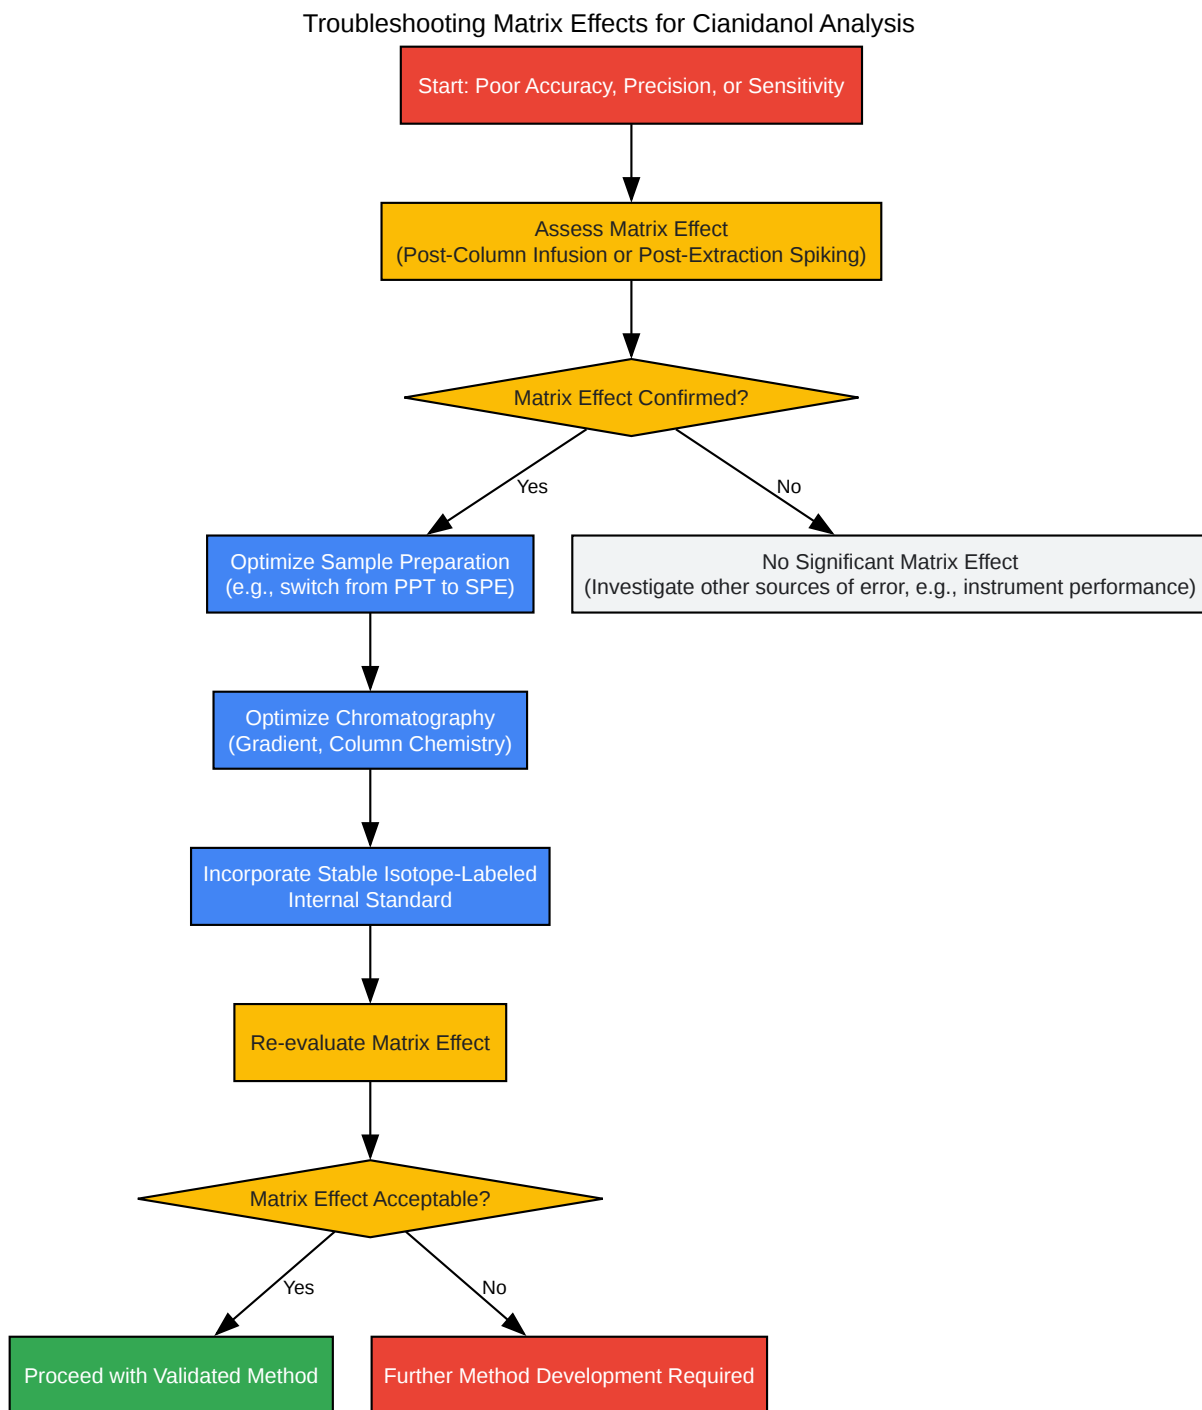 Troubleshooting Matrix Effects for Cianidanol Analysis
Start: Poor Accuracy, Precision, or Sensitivity
Assess Matrix Effect
(Post-Column Infusion or Post-Extraction Spiking)
Matrix Effect Confirmed?
Yes
No
Optimize Sample Preparation
(e.g., switch from PPT to SPE)
No Significant Matrix Effect
(Investigate other sources of error, e.g., instrument performance)
Optimize Chromatography
(Gradient, Column Chemistry)
Incorporate Stable Isotope-Labeled
Internal Standard
Re-evaluate Matrix Effect
Matrix Effect Acceptable?
Yes
No
Proceed with Validated Method
Further Method Development Required